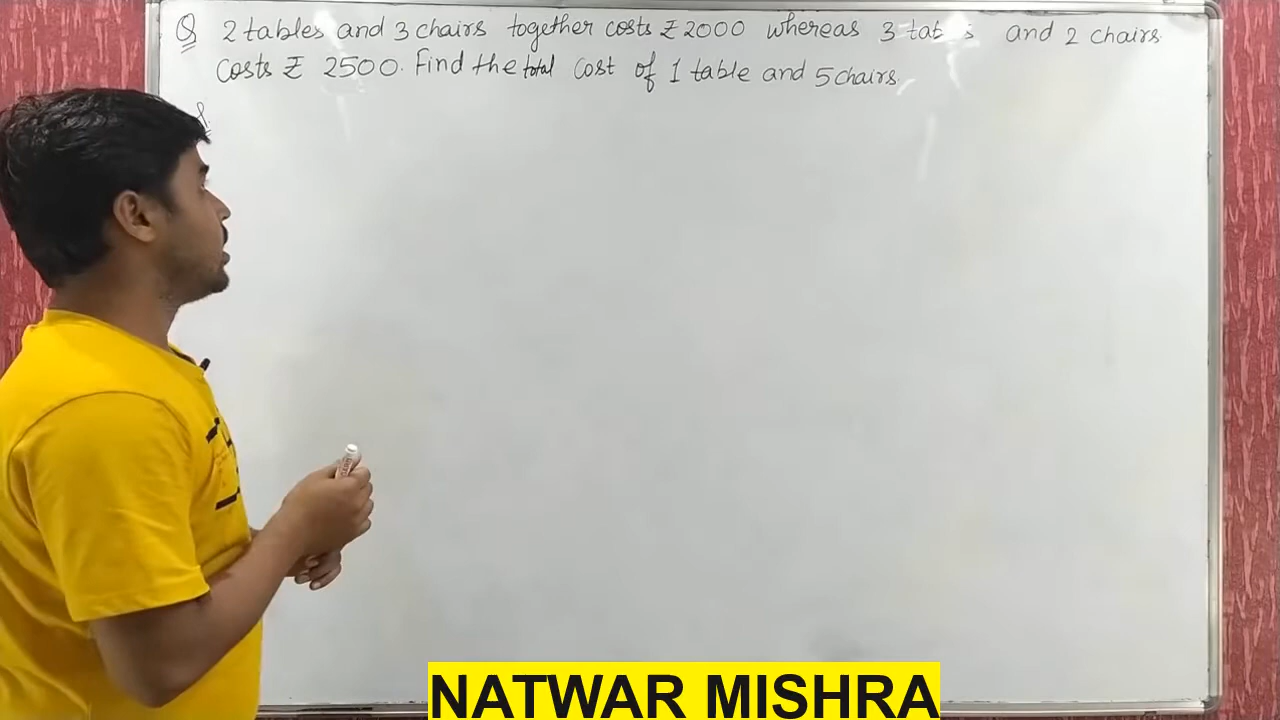 Q 2 tables and 3 chairs together costs ₹ 2000 whereas 3 and 2 chairs.
costs ₹ 2500. Find the total cost of 1 table and 5 chairs.
NATWAR MISHRA